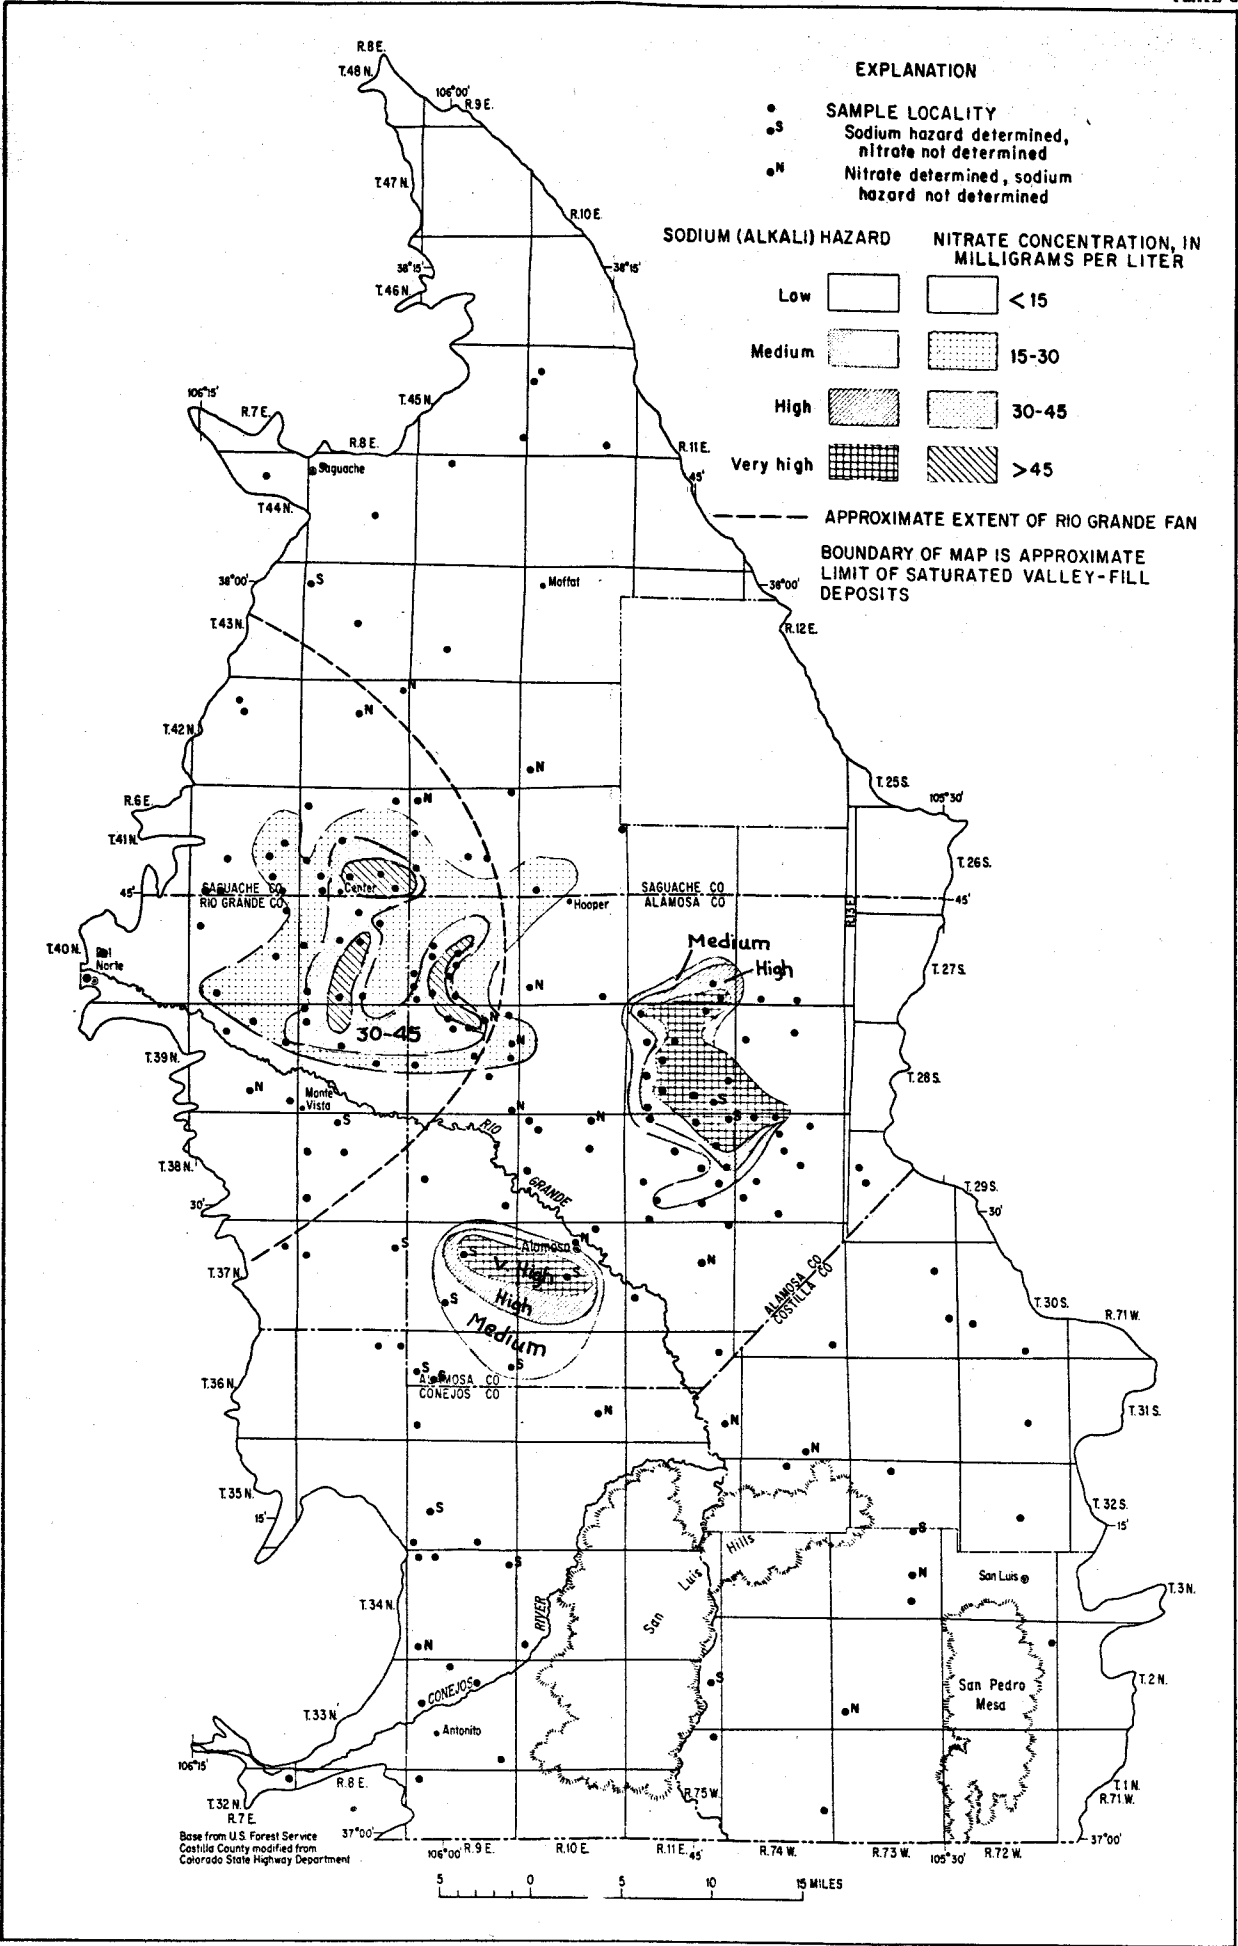 R.8E.
T.48N.
106°00'
R.9E.
EXPLANATION
SAMPLE LOCALITY
S
Sodium hazard determined,
nitrate not determined
N
Nitrate determined, sodium
hazard not determined
T.47N.
R.10E.
SODIUM (ALKALI) HAZARD
NITRATE CONCENTRATION, IN
MILLIGRAMS PER LITER
38°15'
38°15'
T.46N.
Low
<15
Medium
15-30
High
30-45
Very high
>45
106°15'
R.7E.
T.45N.
R.8E.
R.11E.
Saguache
45'
T44N.
APPROXIMATE EXTENT OF RIO GRANDE FAN
BOUNDARY OF MAP IS APPROXIMATE
LIMIT OF SATURATED VALLEY-FILL
DEPOSITS
38°00'
S
Moffat
38°00'
T.43N.
R.12E.
N
N
T.42N.
N
T.25S.
R.6E.
N
105°30'
T.41N.
T.26S.
45'
SAGUACHE CO
RIO GRANDE CO
Center
Hooper
SAGUACHE CO
ALAMOSA CO
45'
R.13E.
T.40N.
Del
Norte
Medium
High
T.27S.
N
N
30-45
N
T.39N.
T.28S.
N
Monte
Vista
S
N
N
S
S
RIO
T.38N.
GRANDE
T.29S.
30'
30'
S
Alamosa
N
N
S
V. High
S
T.37N.
ALAMOSA CO
COSTILLA CO
S
High
T.30S.
R.71W.
Medium
S
S
S
ALAMOSA CO
CONEJOS CO
T.36N.
N
N
T.31S.
N
T.35N.
S
15'
T.32S.
15'
S
Hills
Luis
San
S
N
San Luis
T.3N.
T.34N.
RIVER
N
S
T.2N.
CONEJOS
San Pedro
Mesa
N
T.33N.
Antonito
106°15'
R.8E.
R.75W.
T.1N.
R.71W.
T.32N.
R.7E.
37°00'
37°00'
Base from U.S. Forest Service
Costilla County modified from
Colorado State Highway Department
106°00'
R.9E.
R.10E.
R.11E.
45'
R.74W.
R.73W.
105°30'
R.72W.
5 0 5 10 15 MILES